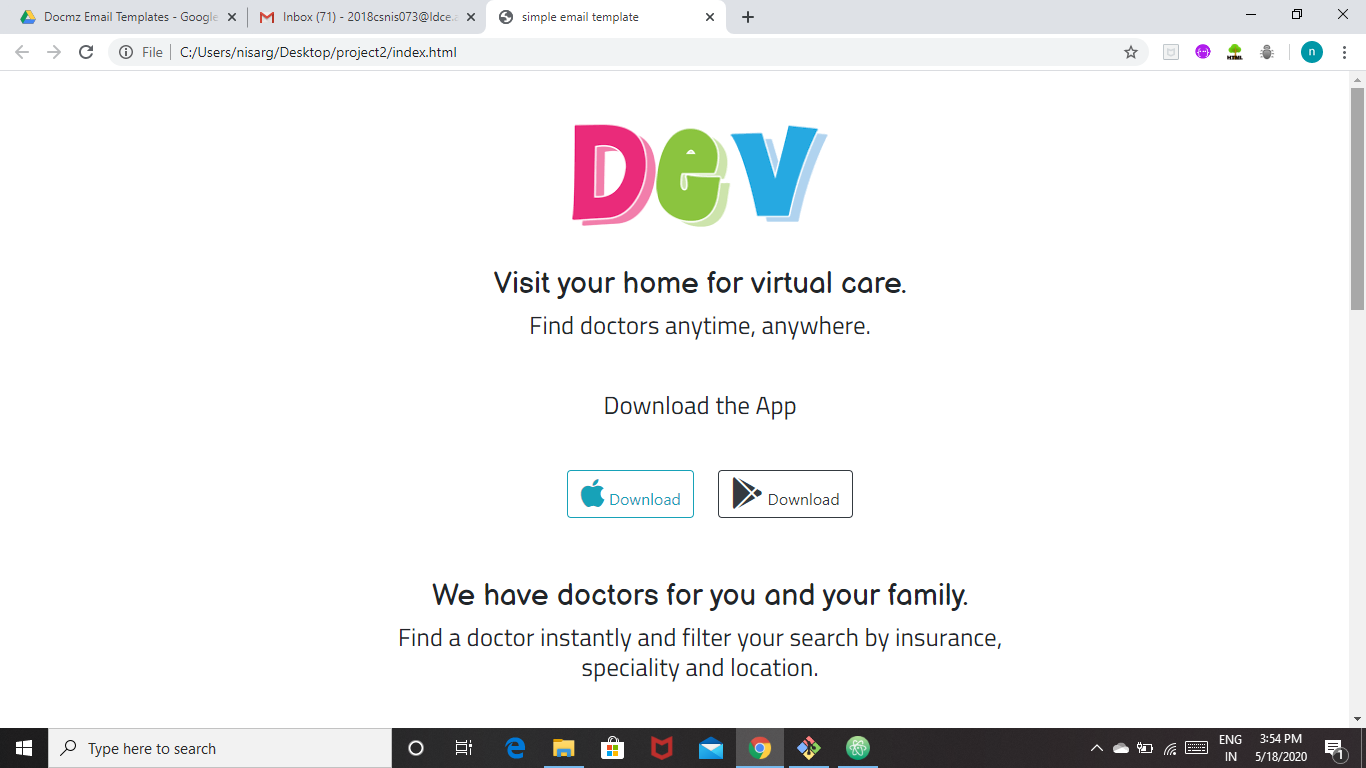 Docmz Email Templates - Google
Inbox (71) - 2018csnis073@ldce.a
simple email template
File
C:/Users/nisarg/Desktop/project2/index.html
HTML
n
Dev
Visit your home for virtual care.
Find doctors anytime, anywhere.
Download the App
Download
Download
We have doctors for you and your family.
Find a doctor instantly and filter your search by insurance,
speciality and location.
Type here to search
ENG
IN
3:54 PM
5/18/2020
1